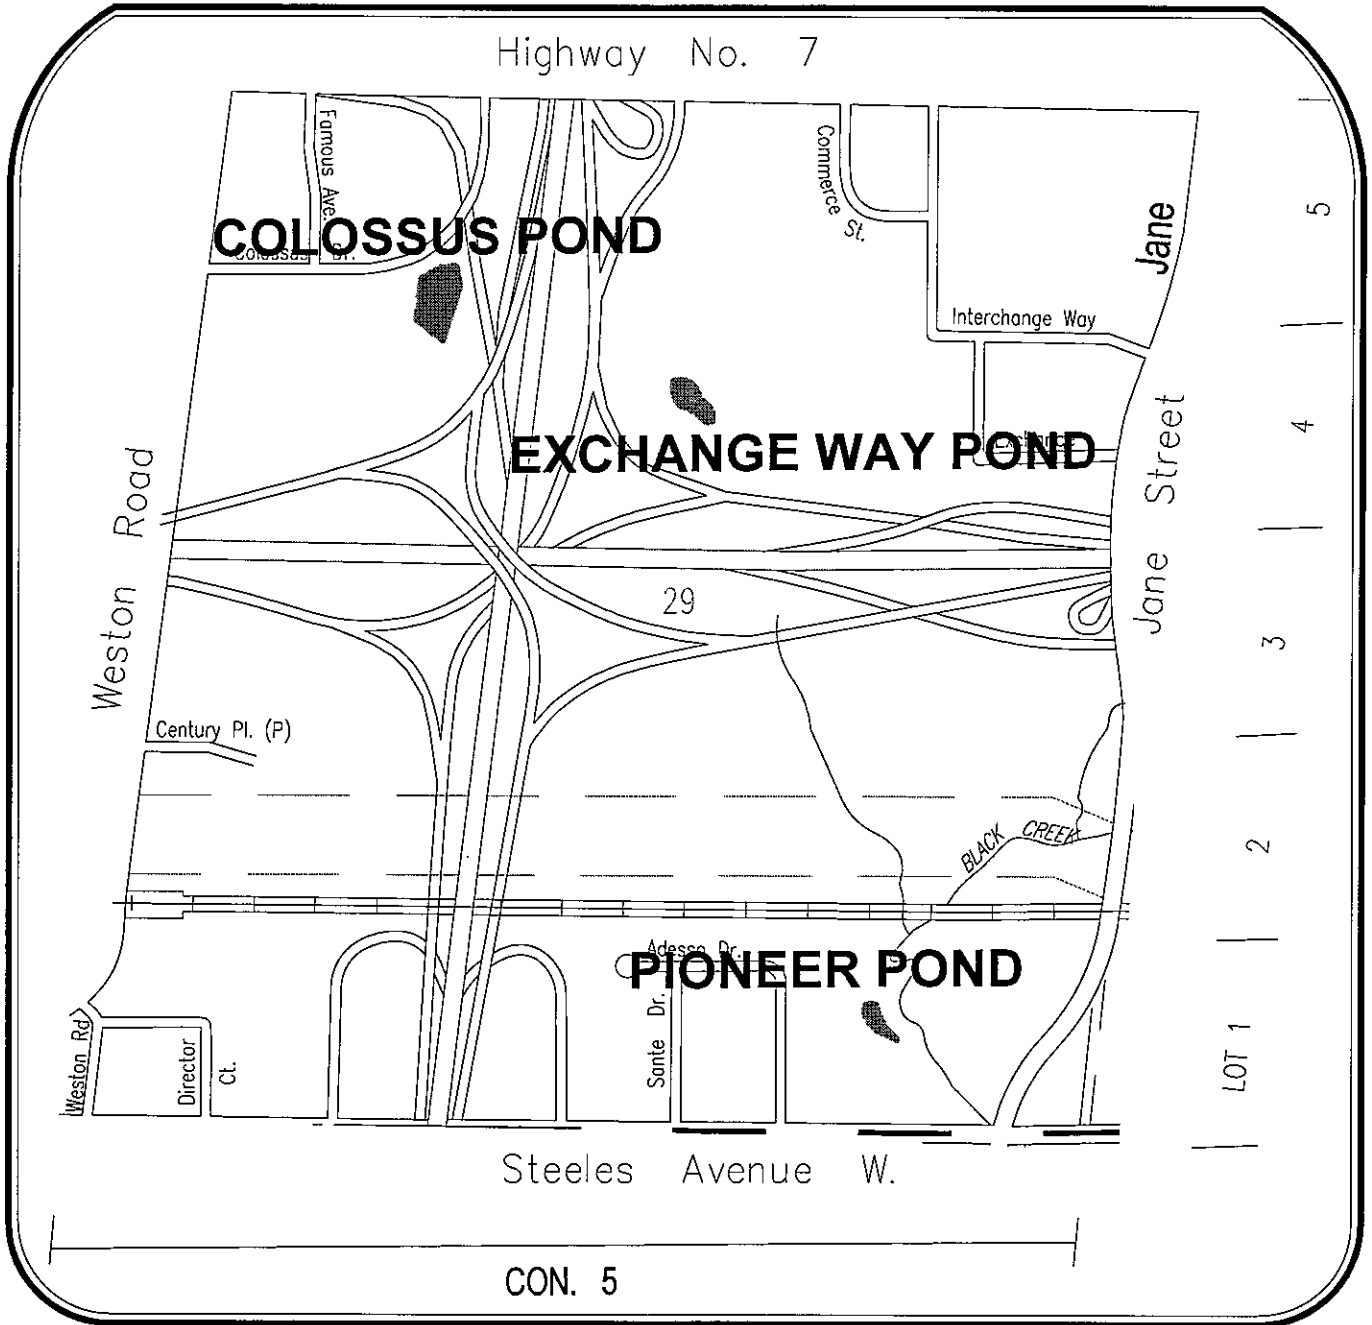 Highway No. 7
Famous Ave.
Commerce St.
COLOSSUS POND
Colossus Dr.
Jane
5
Interchange Way
4
EXCHANGE WAY POND
Exchange
Weston Road
Jane Street
29
3
Century Pl. (P)
BLACK CREEK
2
Adesso Dr.
PIONEER POND
Sante Dr.
Weston Rd
Director Ct.
LOT 1
Steeles Avenue W.
CON. 5